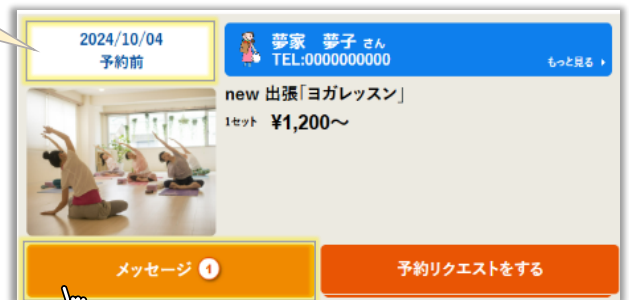 2024/10/04
予約前
夢家　夢子 さん
TEL:0000000000
もっと見る
new 出張「ヨガレッスン」
1セット ¥1,200～
メッセージ 1
予約リクエストをする